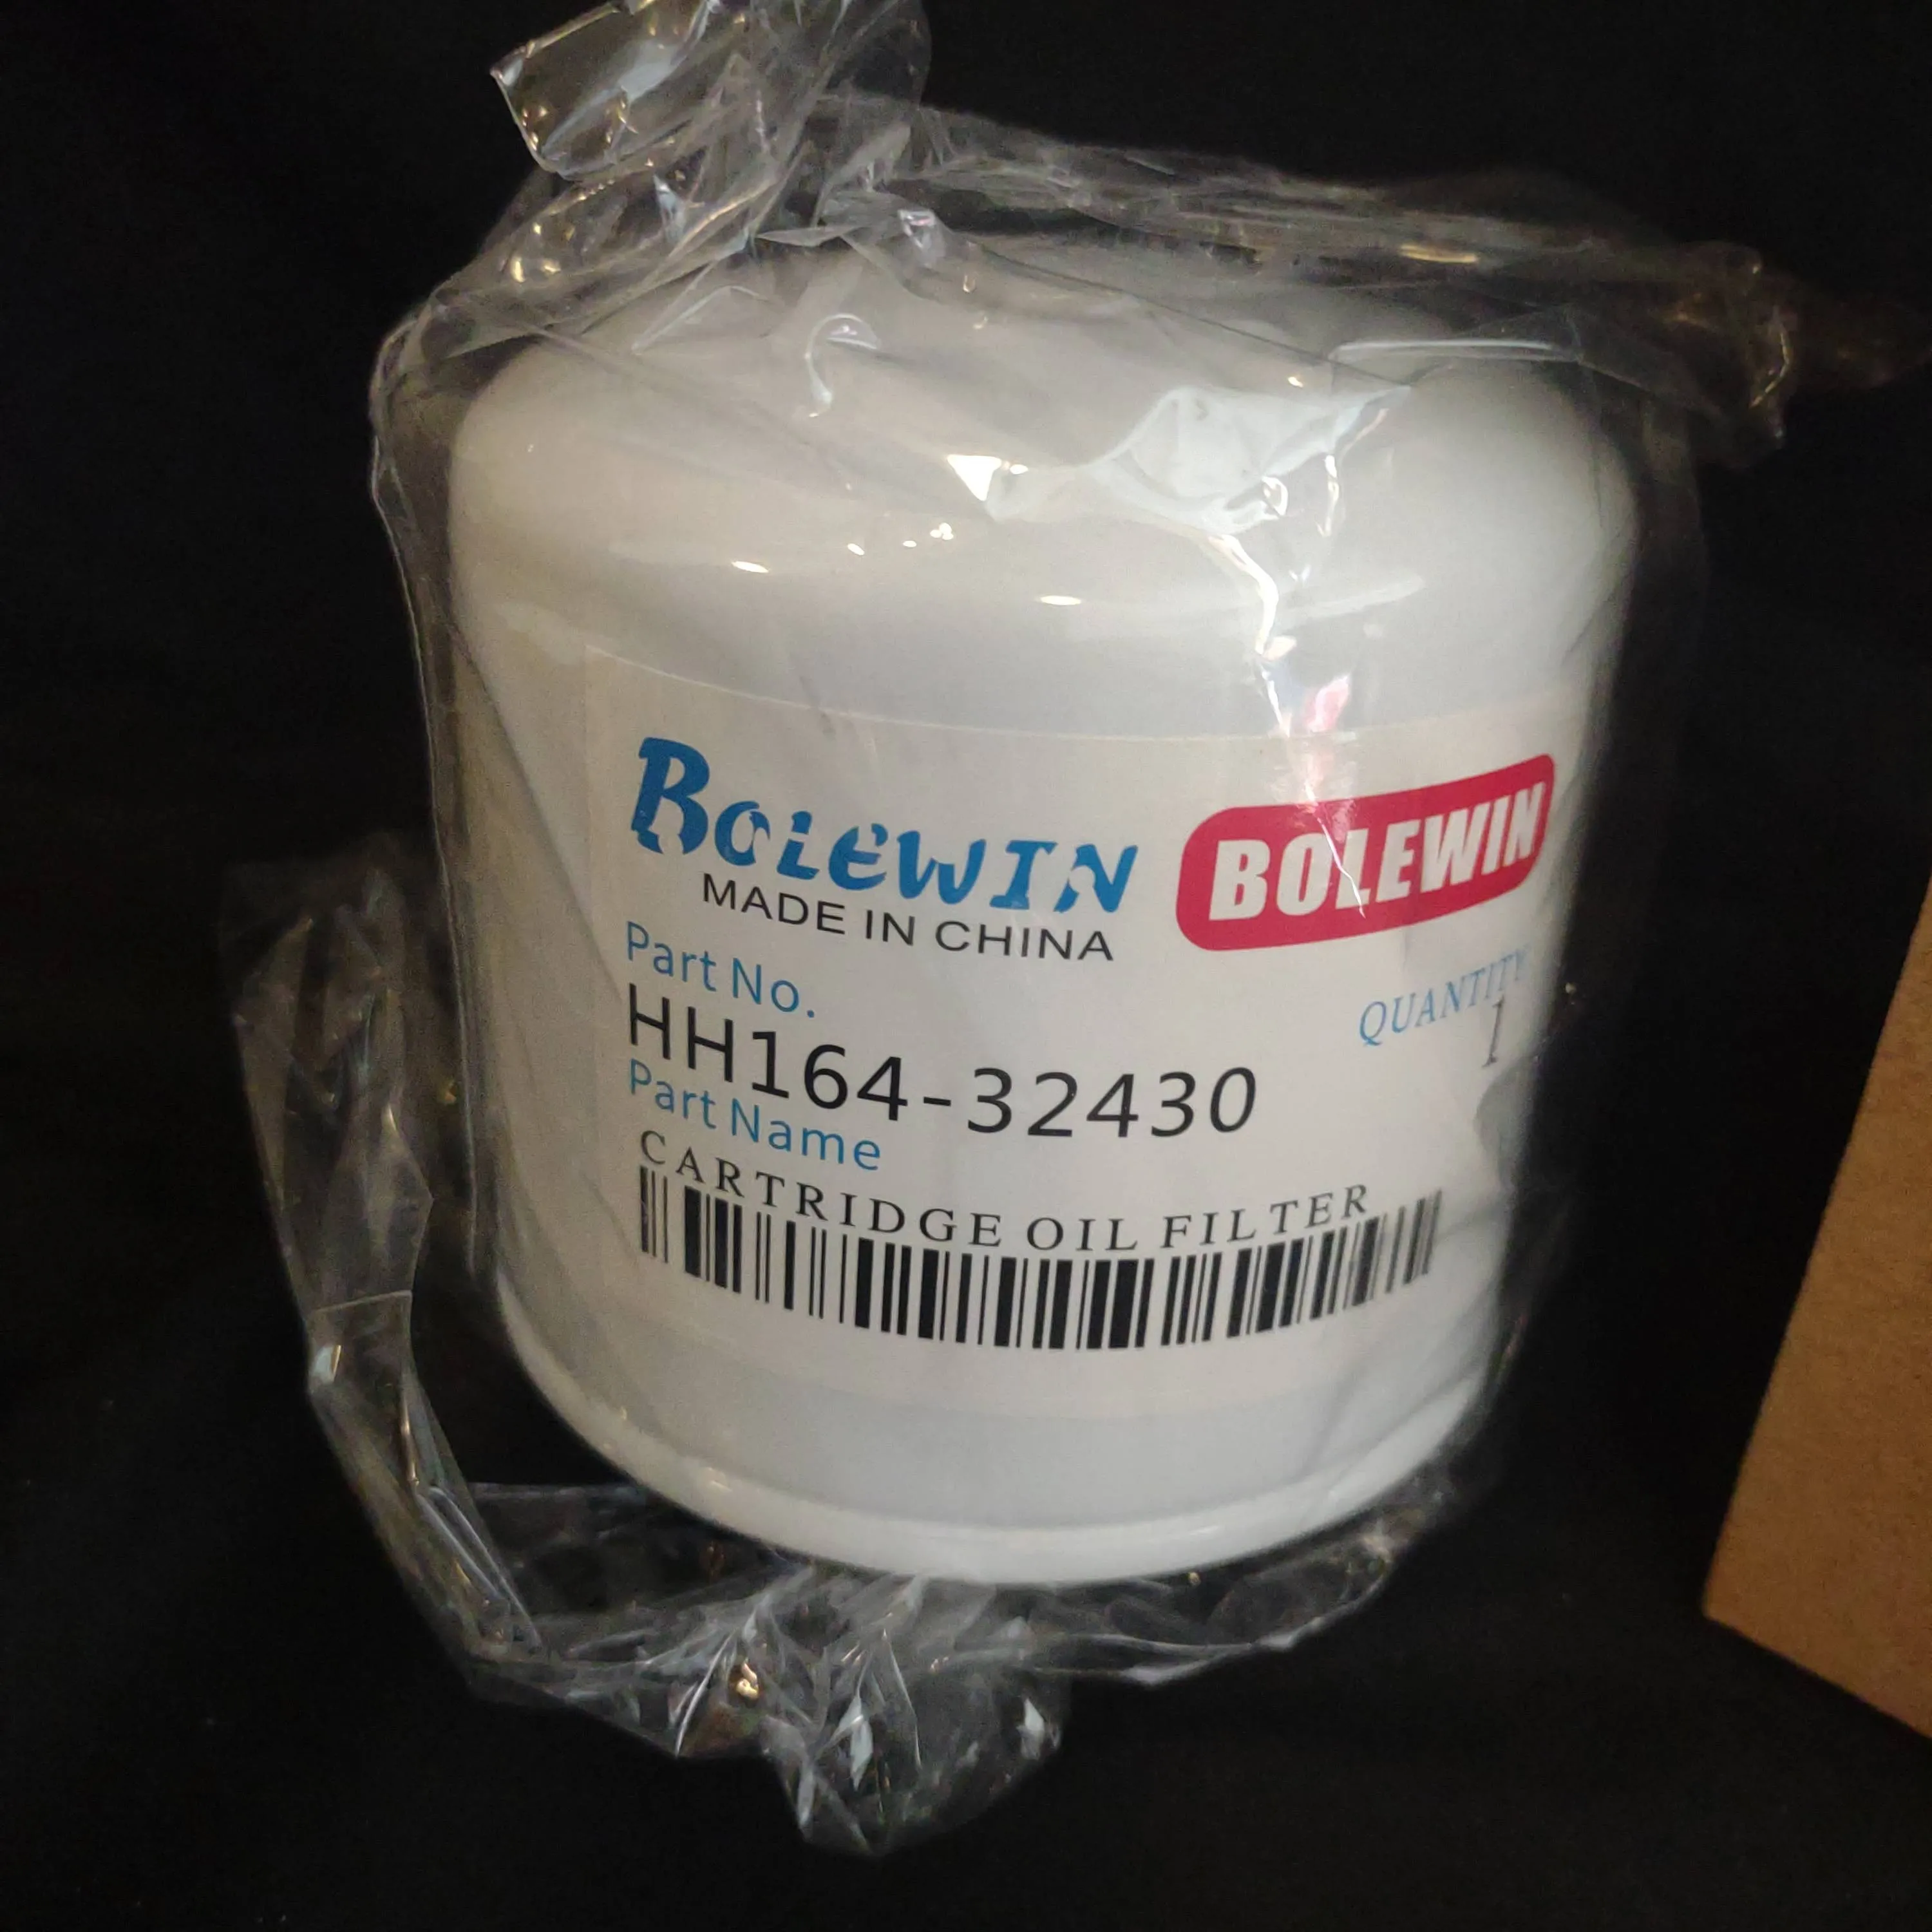 BOLEWIN
MADE IN CHINA
BOLEWIN
Part No.
HH164-32430
QUANTITY
1
Part Name
CARTRIDGE OIL FILTER